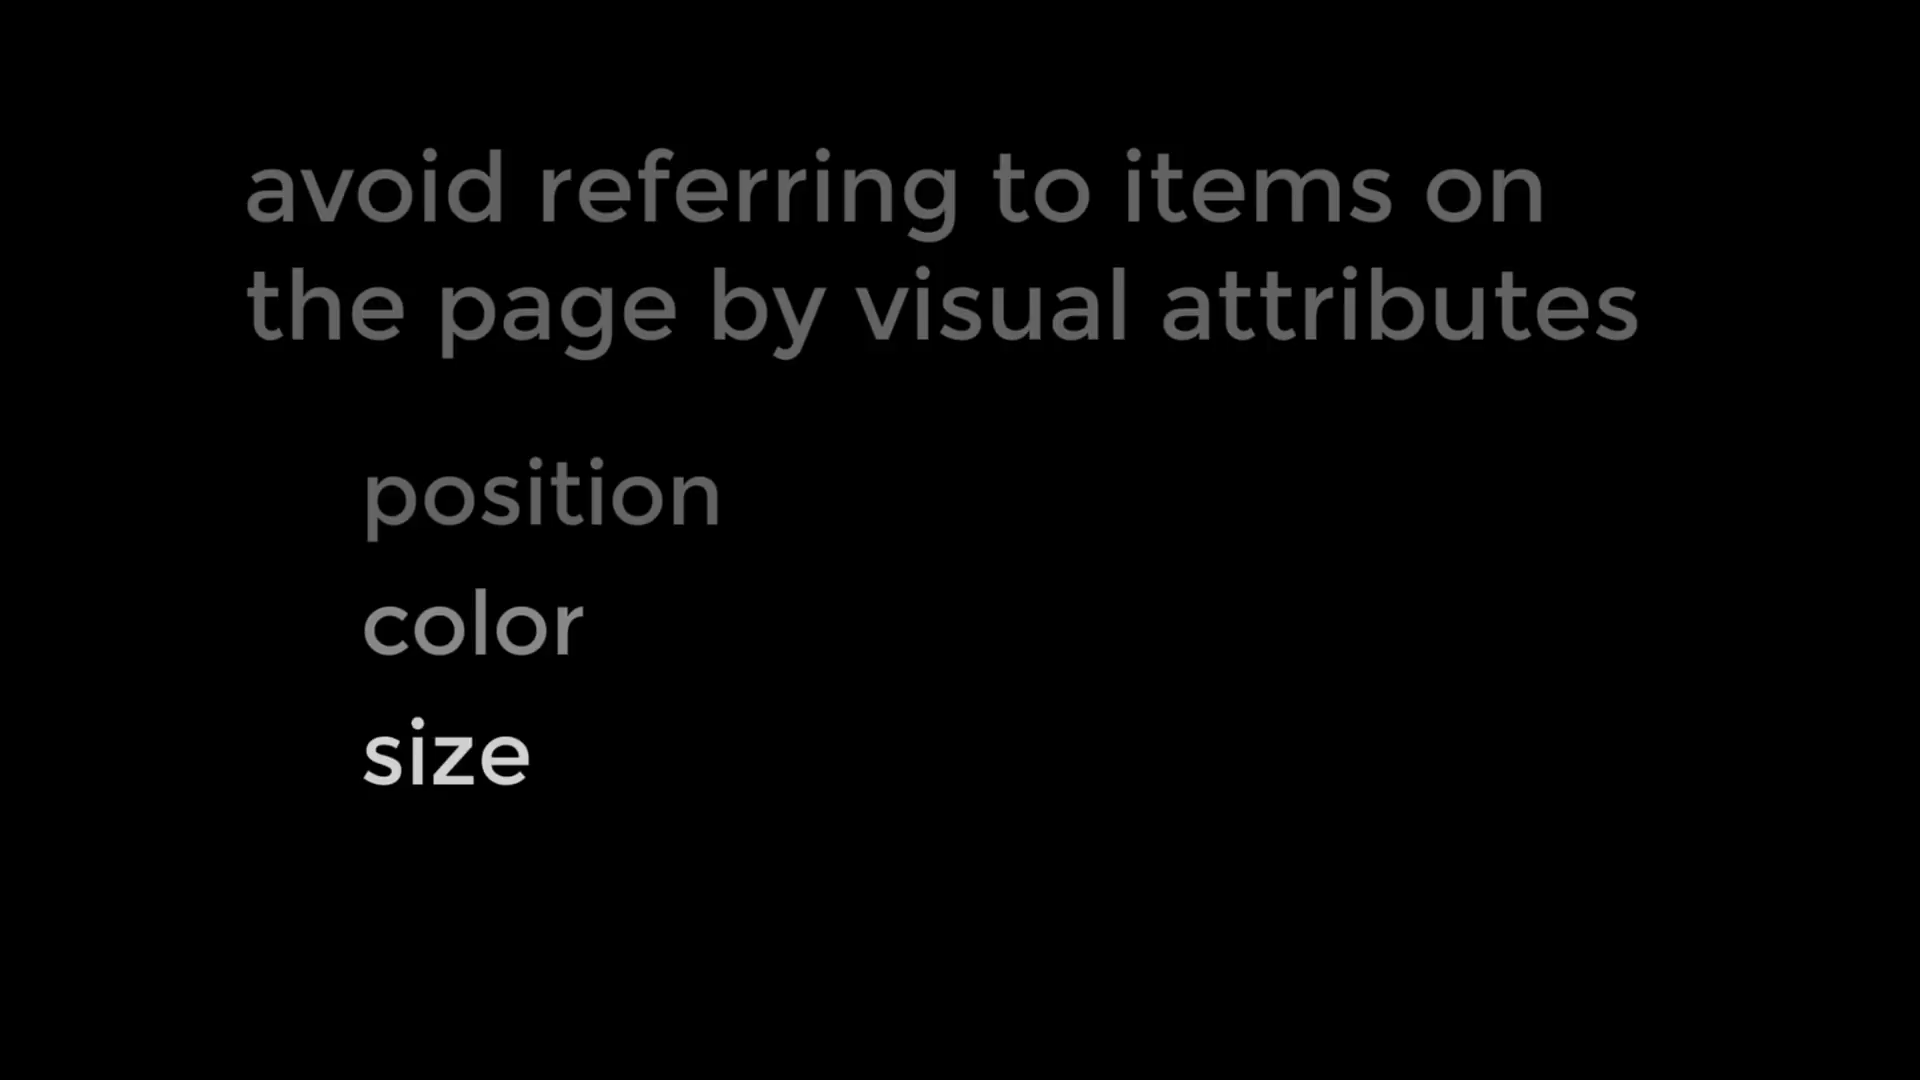 avoid referring to items on
the page by visual attributes
position
color
size